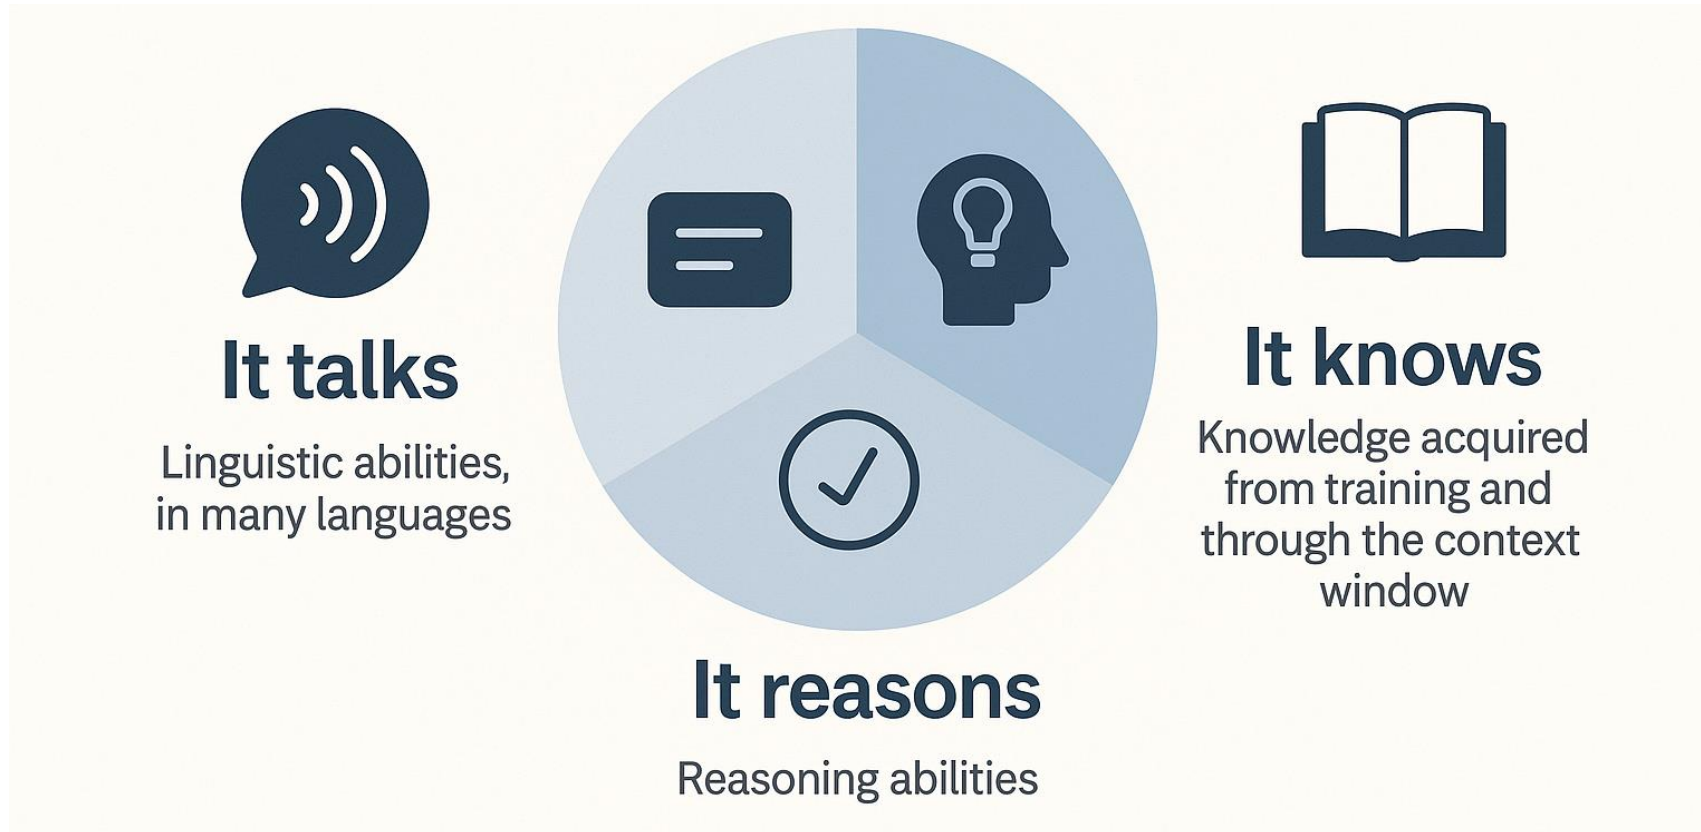 It talks
Linguistic abilities,
in many languages
It knows
Knowledge acquired
from training and
through the context
window
It reasons
Reasoning abilities